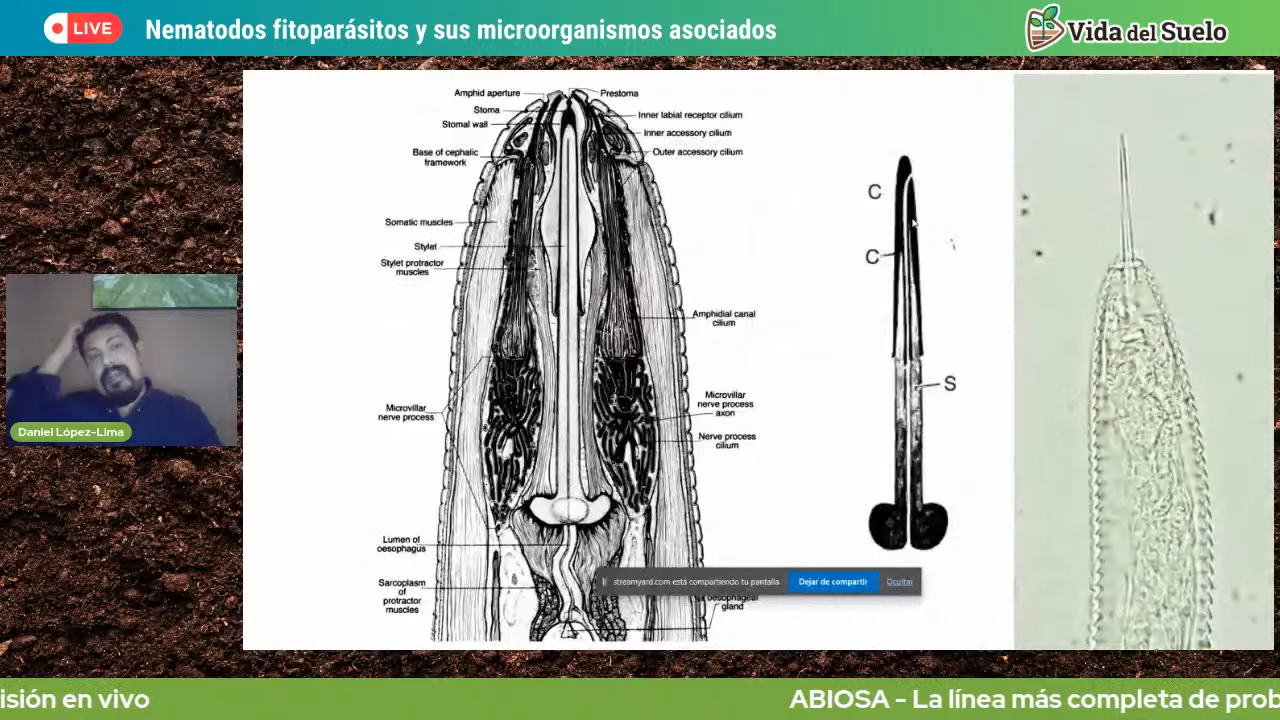 LIVE
Nematodos fitoparásitos y sus microorganismos asociados
Vida del Suelo
Amphid aperture
Stoma
Stomal wall
Base of cephalic
framework
Somatic muscles
Stylet
Stylet protractor
muscles
Microvillar
nerve process
Lumen of
oesophagus
Sarcoplasm
of
protractor
muscles
Prestoma
Inner labial receptor cilium
Inner accessory cilium
Outer accessory cilium
Amphidial canal
cilium
Microvillar
nerve process
axon
Nerve process
cilium
oesophageal
gland
C
C
S
streamyard.com está compartiendo tu pantalla.
Dejar de compartir
Ocultar
Daniel López-Lima
isión en vivo
ABIOSA - La línea más completa de prob